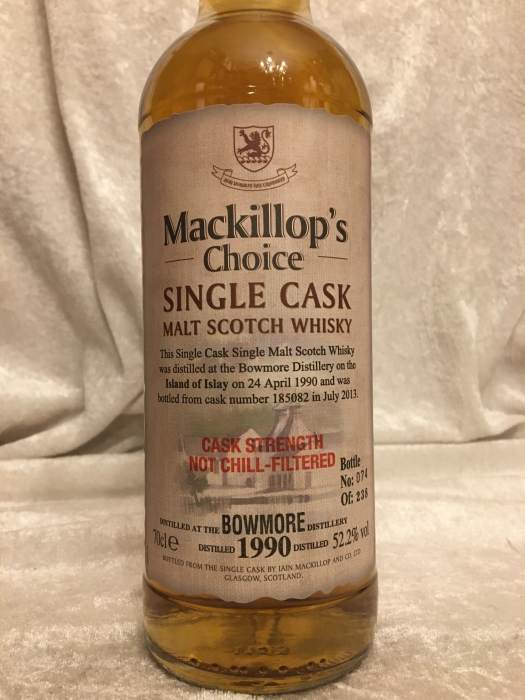 Mackillop's
Choice
SINGLE CASK
MALT SCOTCH WHISKY
This Single Cask Single Malt Scotch Whisky
was distilled at the Bowmore Distillery on the
Island of Islay on 24 April 1990 and was
bottled from cask number 185082 in July 2013.
CASK STRENGTH
NOT CHILL-FILTERED
Bottle
No: 074
Of: 238
DISTILLED AT THE BOWMORE DISTILLERY
70cl e DISTILLED 1990 DISTILLED 52.2% vol
BOTTLED FROM THE SINGLE CASK BY IAIN MACKILLOP AND CO. LTD.
GLASGOW, SCOTLAND.